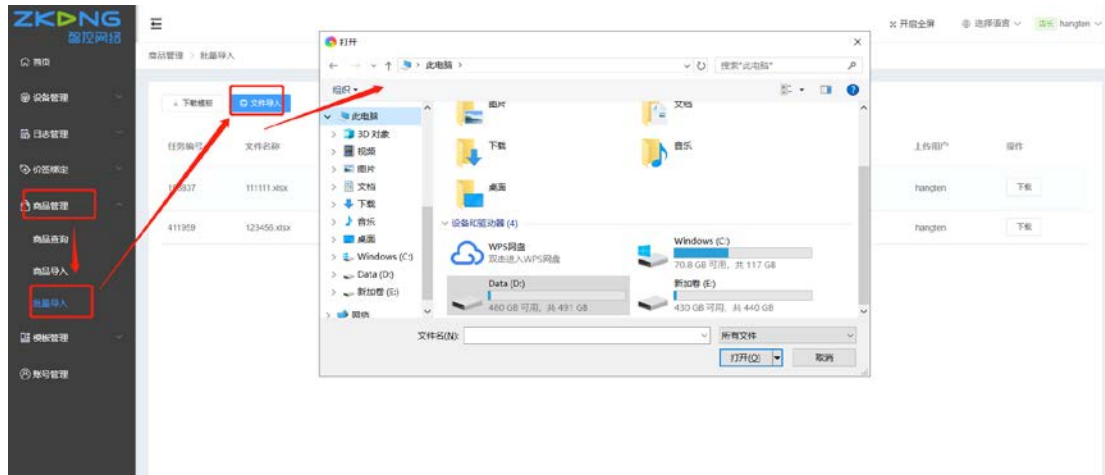 ZKDNG
智控网络
开启全屏
选择语言
店长 hangten
首页
商品管理 > 批量导入
设备管理
下载模板
文件导入
日志管理
任务编号
文件名称
上传用户
操作
价签绑定
111111.xlsx
hangten
下载
商品管理
411959
123456.xlsx
hangten
下载
商品查询
商品导入
批量导入
模板管理
账号管理
打开
此电脑
搜索"此电脑"
组织
此电脑
3D 对象
视频
图片
文档
下载
音乐
桌面
Windows (C:)
Data (D:)
新加卷 (E:)
网络
图片
文档
下载
音乐
桌面
设备和驱动器 (4)
WPS网盘
双击进入WPS网盘
Windows (C:)
70.8 GB 可用, 共 117 GB
Data (D:)
480 GB 可用, 共 491 GB
新加卷 (E:)
430 GB 可用, 共 440 GB
文件名(N):
所有文件
打开(O)
取消